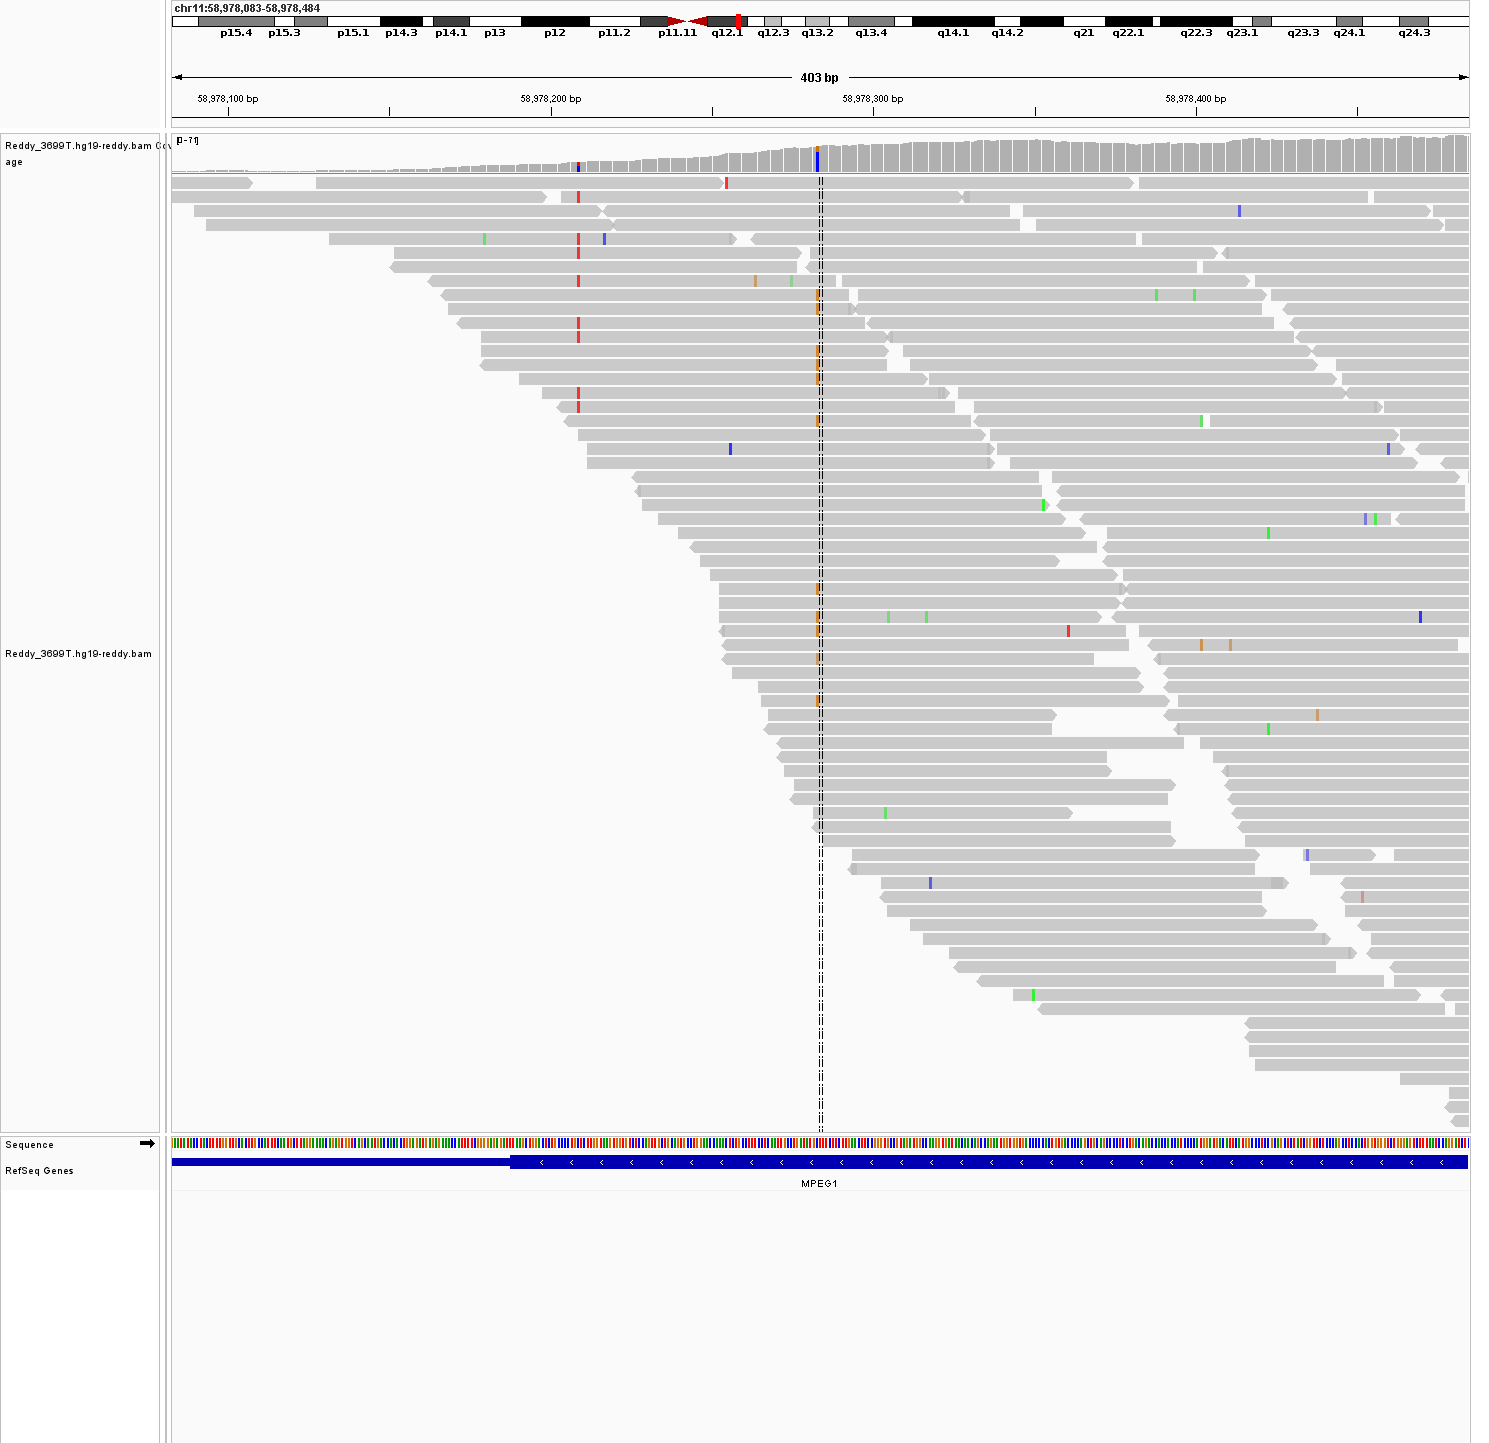 chr11:58,978,083-58,978,484
p15.4 p15.3 p15.1 p14.3 p14.1 p13 p12 p11.2 p11.11 q12.1 q12.3 q13.2 q13.4 q14.1 q14.2 q21 q22.1 q22.3 q23.1 q23.3 q24.1 q24.3
403 bp
58,978,100 bp 58,978,200 bp 58,978,300 bp 58,978,400 bp
[0-71]
Reddy_3699T.hg19-reddy.bam Cov
age
Reddy_3699T.hg19-reddy.bam
Sequence
RefSeq Genes
MPEG1